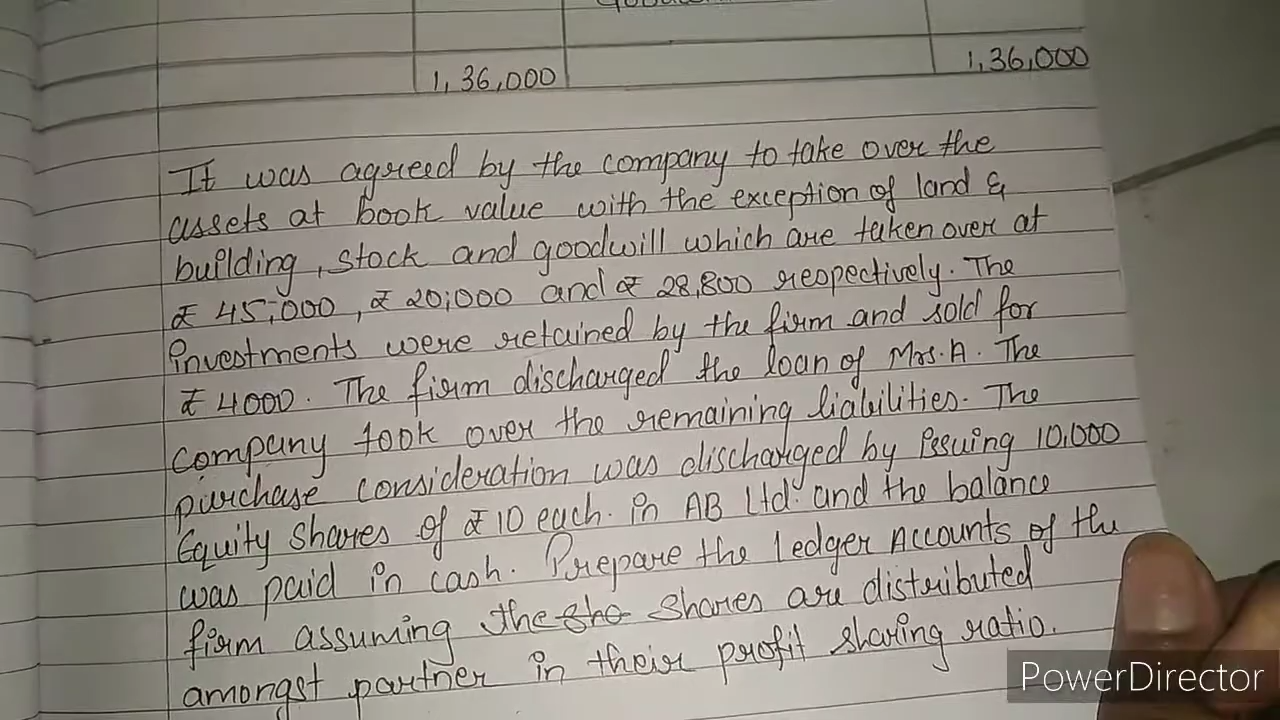 1,36,000 1,36,000
It was agreed by the company to take over the
assets at book value with the exception of land &
building, stock and goodwill which are taken over at
₹ 45,000, ₹ 20,000 and ₹ 28,800 respectively. The
investments were retained by the firm and sold for
₹ 4000. The firm discharged the loan of Mrs. A. The
company took over the remaining liabilities. The
purchase consideration was discharged by issuing 10,000
Equity shares of ₹ 10 each. in AB Ltd. and the balance
was paid in cash. Prepare the ledger Accounts of the
firm assuming the sha shares are distributed
amongst partner in their profit sharing ratio.
PowerDirector